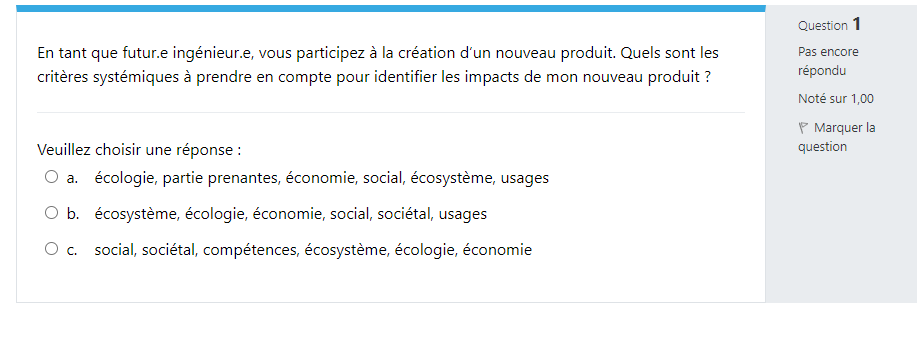 En tant que futur.e ingénieur.e, vous participez à la création d'un nouveau produit. Quels sont les
critères systémiques à prendre en compte pour identifier les impacts de mon nouveau produit ?
Veuillez choisir une réponse :
a. écologie, partie prenantes, économie, social, écosystème, usages
b. écosystème, écologie, économie, social, sociétal, usages
c. social, sociétal, compétences, écosystème, écologie, économie
Question 1
Pas encore
répondu
Noté sur 1,00
Marquer la
question